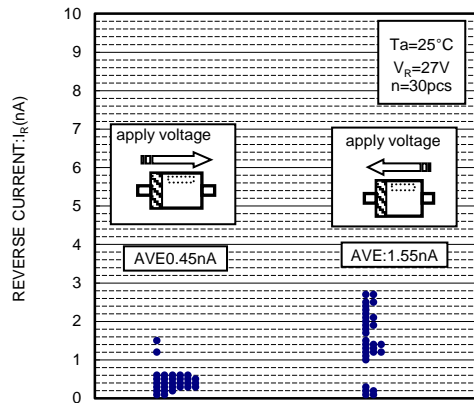 REVERSE CURRENT:I_R(nA)
10
9
8
7
6
5
4
3
2
1
0
Ta=25°C
V_R=27V
n=30pcs
apply voltage
apply voltage
AVE0.45nA
AVE:1.55nA